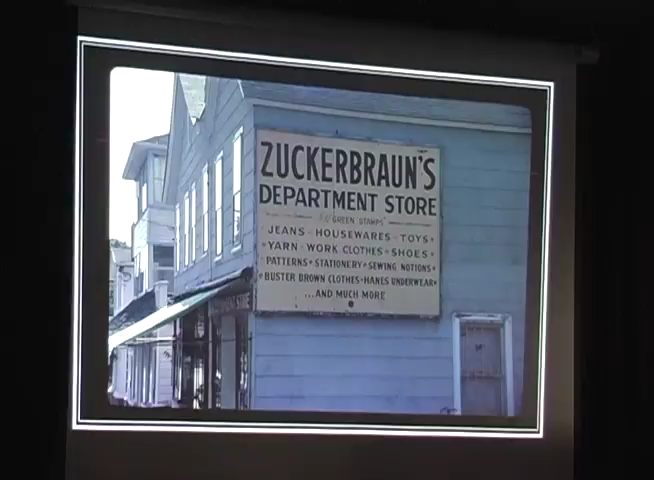 ZUCKERBRAUN'S
DEPARTMENT STORE
"GREEN STAMPS"
JEANS · HOUSEWARES · TOYS ·
· YARN · WORK CLOTHES · SHOES ·
· PATTERNS · STATIONERY · SEWING NOTIONS ·
· BUSTER BROWN CLOTHES · HANES UNDERWEAR ·
...AND MUCH MORE